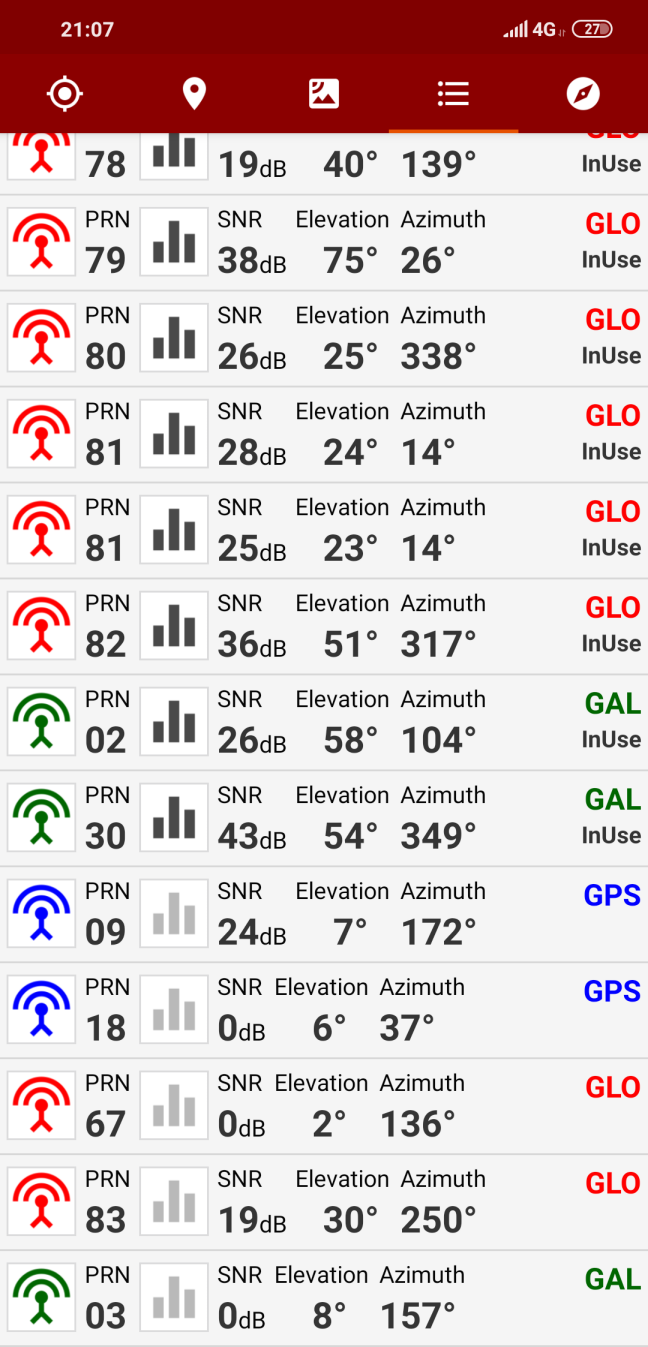 21:07 4G 27
GLO
78 19dB 40° 139° InUse
PRN SNR Elevation Azimuth GLO
79 38dB 75° 26° InUse
PRN SNR Elevation Azimuth GLO
80 26dB 25° 338° InUse
PRN SNR Elevation Azimuth GLO
81 28dB 24° 14° InUse
PRN SNR Elevation Azimuth GLO
81 25dB 23° 14° InUse
PRN SNR Elevation Azimuth GLO
82 36dB 51° 317° InUse
PRN SNR Elevation Azimuth GAL
02 26dB 58° 104° InUse
PRN SNR Elevation Azimuth GAL
30 43dB 54° 349° InUse
PRN SNR Elevation Azimuth GPS
09 24dB 7° 172°
PRN SNR Elevation Azimuth GPS
18 0dB 6° 37°
PRN SNR Elevation Azimuth GLO
67 0dB 2° 136°
PRN SNR Elevation Azimuth GLO
83 19dB 30° 250°
PRN SNR Elevation Azimuth GAL
03 0dB 8° 157°